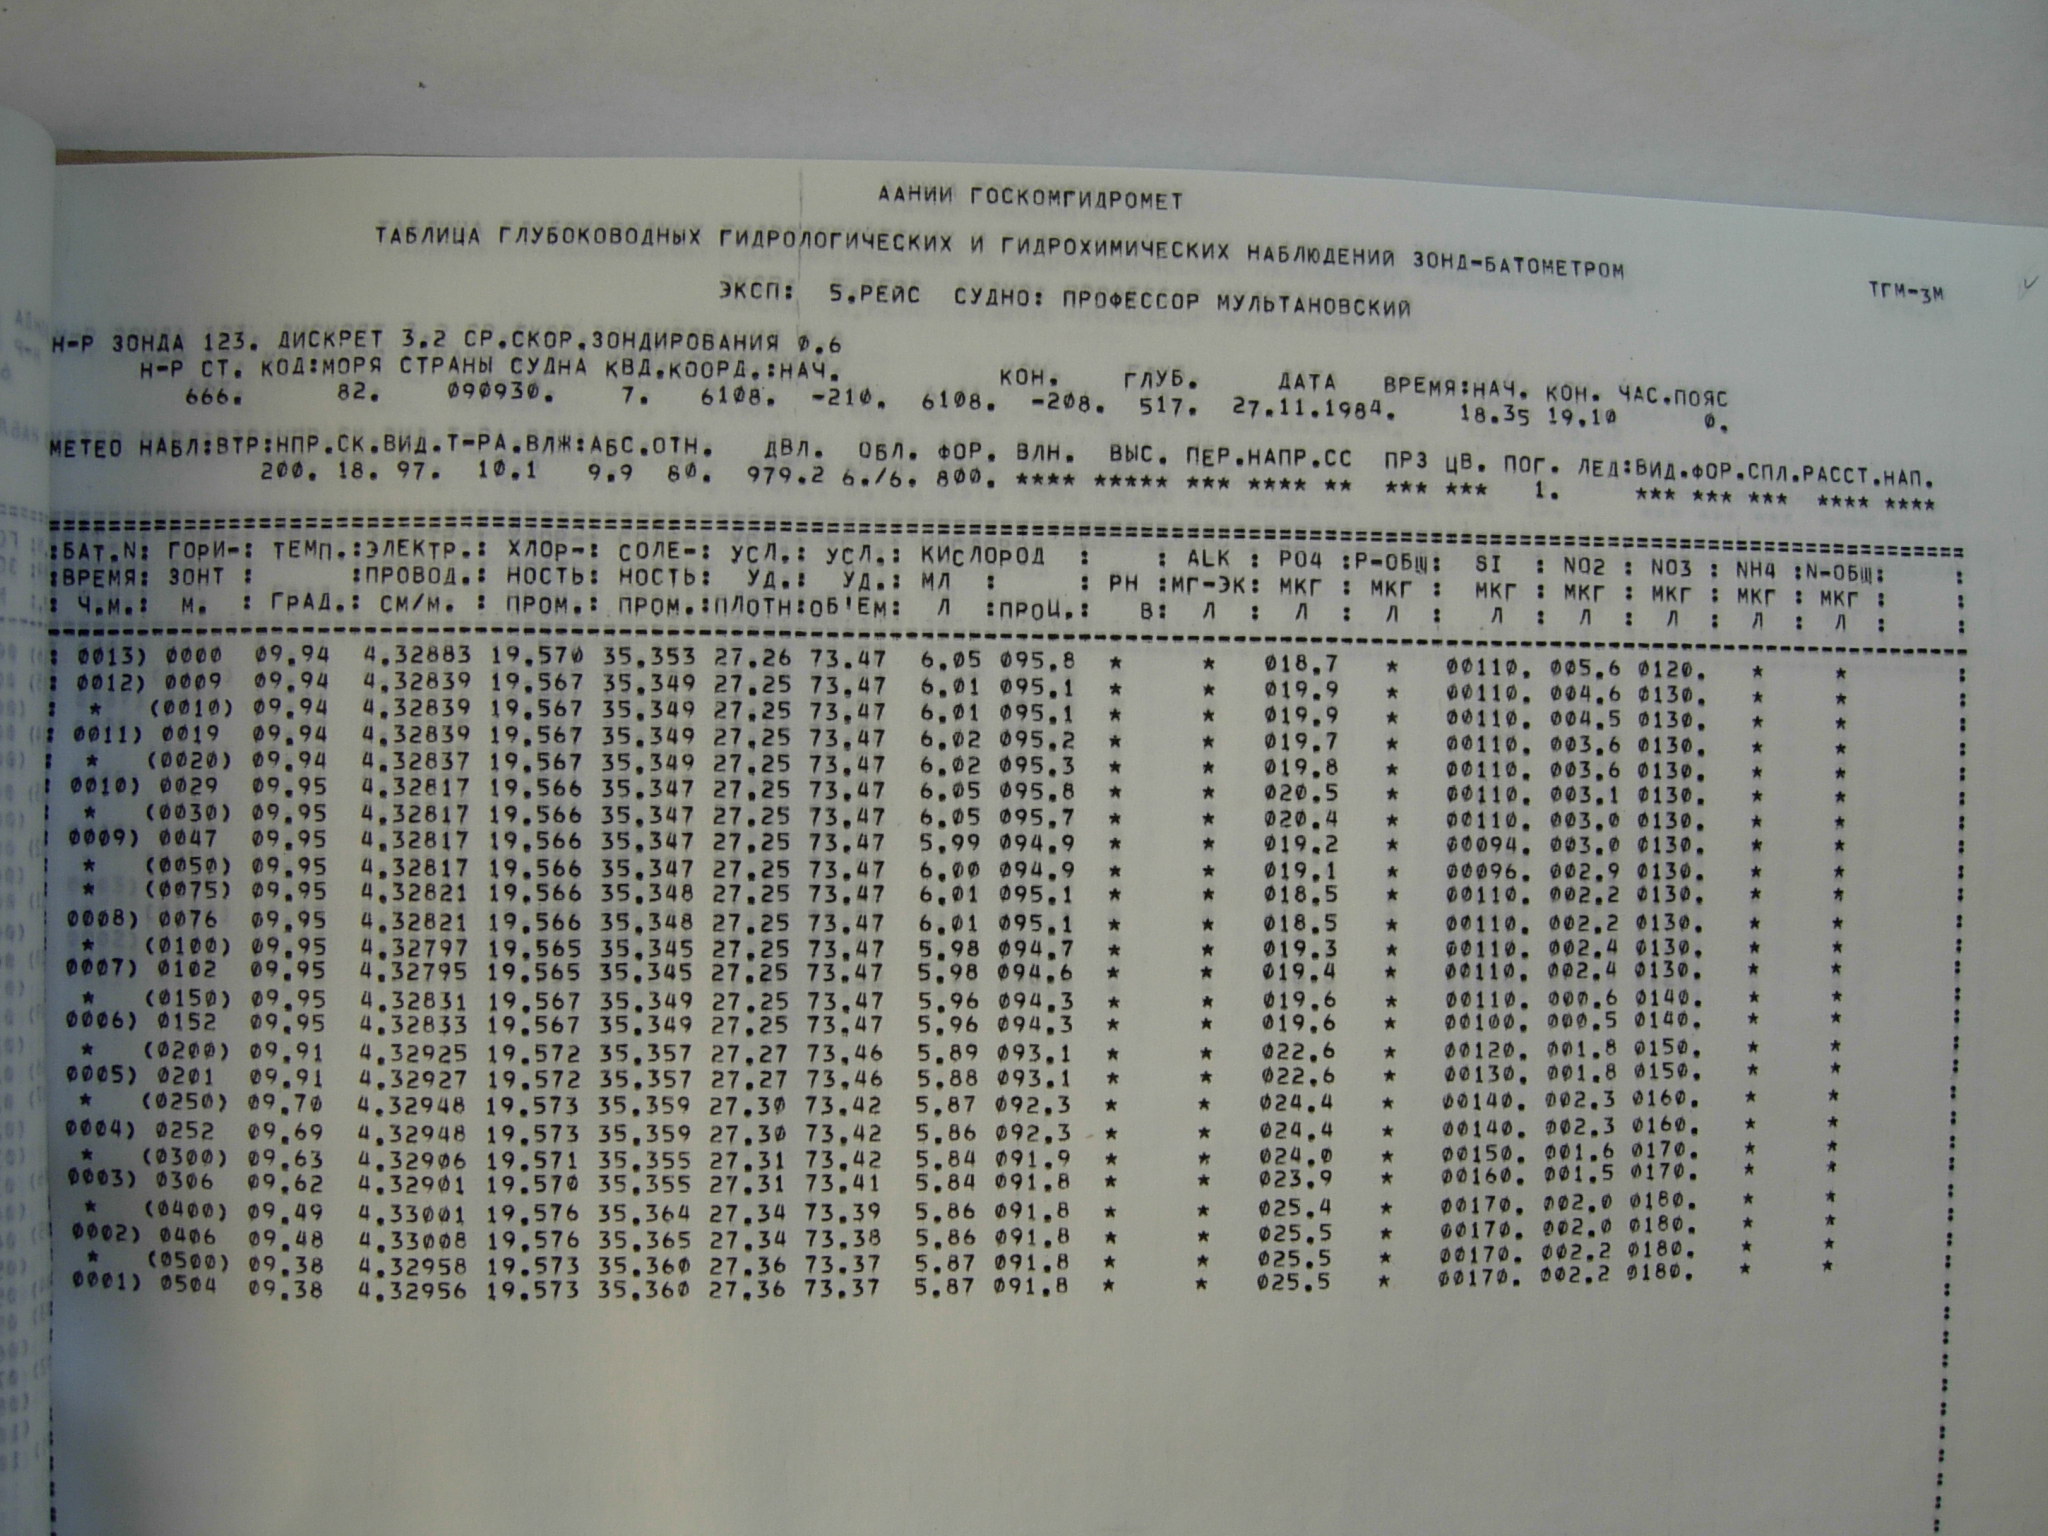 ААНИИ ГОСКОМГИДРОМЕТ
ТАБЛИЦА ГЛУБОКОВОДНЫХ ГИДРОЛОГИЧЕСКИХ И ГИДРОХИМИЧЕСКИХ НАБЛЮДЕНИЙ ЗОНД-БАТОМЕТРОМ
ТГМ-3М
ЭКСП: 5.РЕЙС СУДНО: ПРОФЕССОР МУЛЬТАНОВСКИЙ
Н-Р ЗОНДА 123. ДИСКРЕТ 3.2 СР.СКОР.ЗОНДИРОВАНИЯ 0.6
Н-Р СТ. КОД:МОРЯ СТРАНЫ СУДНА КВД.КООРД.:НАЧ. КОН. ГЛУБ. ДАТА ВРЕМЯ:НАЧ. КОН. ЧАС.ПОЯС
666. 82. 090930. 7. 6108. -210. 6108. -208. 517. 27.11.1984. 18.35 19.10 0.
МЕТЕО НАБЛ:ВТР:НПР.СК.ВИД.Т-РА.ВЛЖ:АБС.ОТН. ДВЛ. ОБЛ. ФОР. ВЛН. ВЫС. ПЕР.НАПР.СС ПРЗ ЦВ. ПОГ. ЛЕД:ВИД.ФОР.СПЛ.РАССТ.НАП.
200. 18. 97. 10.1 9.9 80. 979.2 6./6. 800. **** ***** *** **** ** *** *** 1. *** *** *** **** ****
:БАТ.N: ГОРИ-: ТЕМП.:ЭЛЕКТР.: ХЛОР-: СОЛЕ-: УСЛ.: УСЛ.: КИСЛОРОД : : ALK : PO4 :Р-ОБЩ: SI : NO2 : NO3 : NH4 :N-ОБЩ: :
:ВРЕМЯ: ЗОНТ : :ПРОВОД.: НОСТЬ: НОСТЬ: УД.: УД.: МЛ : : РН :МГ-ЭК: МКГ : МКГ : МКГ : МКГ : МКГ : МКГ : МКГ : :
: Ч.М.: М. : ГРАД.: СМ/М. : ПРОМ.: ПРОМ.:ПЛОТН:ОБ'ЕМ: Л :ПРОЦ.: В: Л : Л : Л : Л : Л : Л : Л : Л : :
: 0013) 0000 09.94 4.32883 19.570 35.353 27.26 73.47 6.05 095.8 * * 018.7 * 00110. 005.6 0120. * * :
: 0012) 0009 09.94 4.32839 19.567 35.349 27.25 73.47 6.01 095.1 * * 019.9 * 00110. 004.6 0130. * * :
: * (0010) 09.94 4.32839 19.567 35.349 27.25 73.47 6.01 095.1 * * 019.9 * 00110. 004.5 0130. * * :
: 0011) 0019 09.94 4.32839 19.567 35.349 27.25 73.47 6.02 095.2 * * 019.7 * 00110. 003.6 0130. * * :
: * (0020) 09.94 4.32837 19.567 35.349 27.25 73.47 6.02 095.3 * * 019.8 * 00110. 003.6 0130. * * :
: 0010) 0029 09.95 4.32817 19.566 35.347 27.25 73.47 6.05 095.8 * * 020.5 * 00110. 003.1 0130. * * :
: * (0030) 09.95 4.32817 19.566 35.347 27.25 73.47 6.05 095.7 * * 020.4 * 00110. 003.0 0130. * * :
: 0009) 0047 09.95 4.32817 19.566 35.347 27.25 73.47 5.99 094.9 * * 019.2 * 00094. 003.0 0130. * * :
: * (0050) 09.95 4.32817 19.566 35.347 27.25 73.47 6.00 094.9 * * 019.1 * 00096. 002.9 0130. * * :
: * (0075) 09.95 4.32821 19.566 35.348 27.25 73.47 6.01 095.1 * * 018.5 * 00110. 002.2 0130. * * :
: 0008) 0076 09.95 4.32821 19.566 35.348 27.25 73.47 6.01 095.1 * * 018.5 * 00110. 002.2 0130. * * :
: * (0100) 09.95 4.32797 19.565 35.345 27.25 73.47 5.98 094.7 * * 019.3 * 00110. 002.4 0130. * * :
0007) 0102 09.95 4.32795 19.565 35.345 27.25 73.47 5.98 094.6 * * 019.4 * 00110. 002.4 0130. * * :
* (0150) 09.95 4.32831 19.567 35.349 27.25 73.47 5.96 094.3 * * 019.6 * 00110. 000.6 0140. * * :
0006) 0152 09.95 4.32833 19.567 35.349 27.25 73.47 5.96 094.3 * * 019.6 * 00100. 000.5 0140. * * :
* (0200) 09.91 4.32925 19.572 35.357 27.27 73.46 5.89 093.1 * * 022.6 * 00120. 001.8 0150. * * :
0005) 0201 09.91 4.32927 19.572 35.357 27.27 73.46 5.88 093.1 * * 022.6 * 00130. 001.8 0150. * * :
* (0250) 09.70 4.32948 19.573 35.359 27.30 73.42 5.87 092.3 * * 024.4 * 00140. 002.3 0160. * * :
0004) 0252 09.69 4.32948 19.573 35.359 27.30 73.42 5.86 092.3 * * 024.4 * 00140. 002.3 0160. * * :
* (0300) 09.63 4.32906 19.571 35.355 27.31 73.42 5.84 091.9 * * 024.0 * 00150. 001.6 0170. * * :
0003) 0306 09.62 4.32901 19.570 35.355 27.31 73.41 5.84 091.8 * * 023.9 * 00160. 001.5 0170. * * :
* (0400) 09.49 4.33001 19.576 35.364 27.34 73.39 5.86 091.8 * * 025.4 * 00170. 002.0 0180. * * :
0002) 0406 09.48 4.33008 19.576 35.365 27.34 73.38 5.86 091.8 * * 025.5 * 00170. 002.0 0180. * * :
* (0500) 09.38 4.32958 19.573 35.360 27.36 73.37 5.87 091.8 * * 025.5 * 00170. 002.2 0180. * * :
0001) 0504 09.38 4.32956 19.573 35.360 27.36 73.37 5.87 091.8 * * 025.5 * 00170. 002.2 0180. * * :